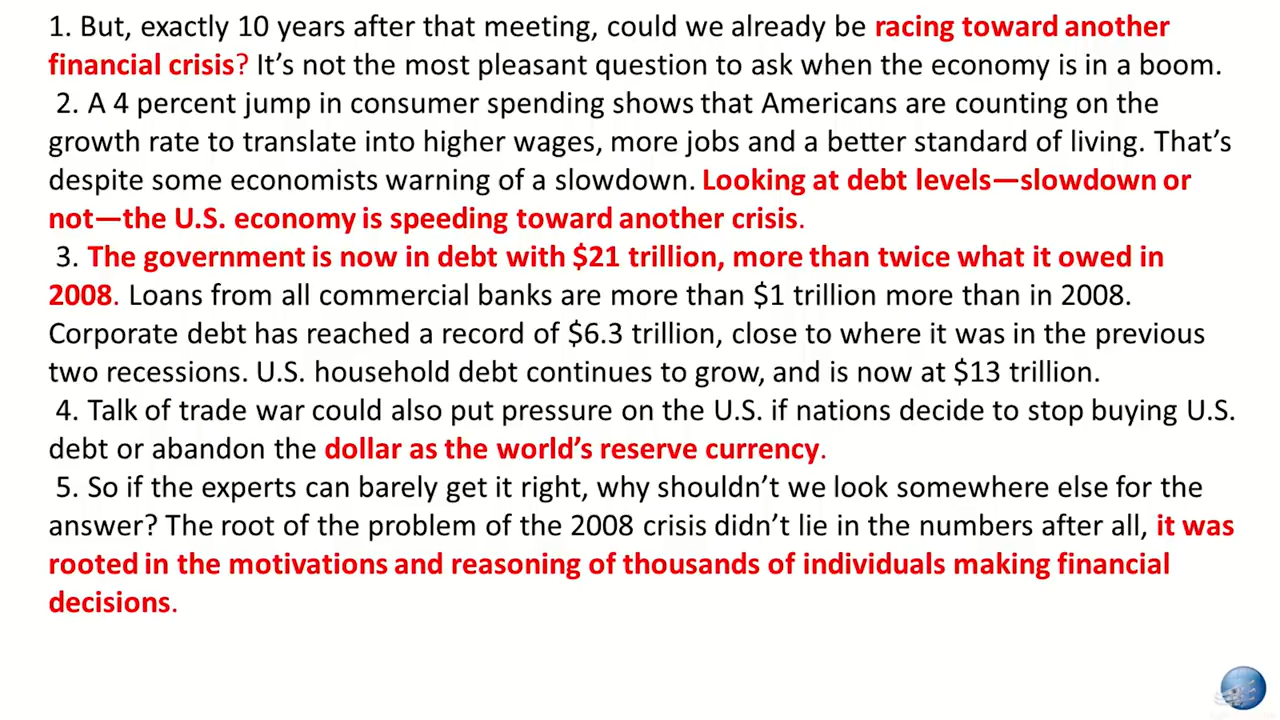 1. But, exactly 10 years after that meeting, could we already be racing toward another
financial crisis? It’s not the most pleasant question to ask when the economy is in a boom.
2. A 4 percent jump in consumer spending shows that Americans are counting on the
growth rate to translate into higher wages, more jobs and a better standard of living. That’s
despite some economists warning of a slowdown. Looking at debt levels—slowdown or
not—the U.S. economy is speeding toward another crisis.
3. The government is now in debt with $21 trillion, more than twice what it owed in
2008. Loans from all commercial banks are more than $1 trillion more than in 2008.
Corporate debt has reached a record of $6.3 trillion, close to where it was in the previous
two recessions. U.S. household debt continues to grow, and is now at $13 trillion.
4. Talk of trade war could also put pressure on the U.S. if nations decide to stop buying U.S.
debt or abandon the dollar as the world’s reserve currency.
5. So if the experts can barely get it right, why shouldn’t we look somewhere else for the
answer? The root of the problem of the 2008 crisis didn’t lie in the numbers after all, it was
rooted in the motivations and reasoning of thousands of individuals making financial
decisions.